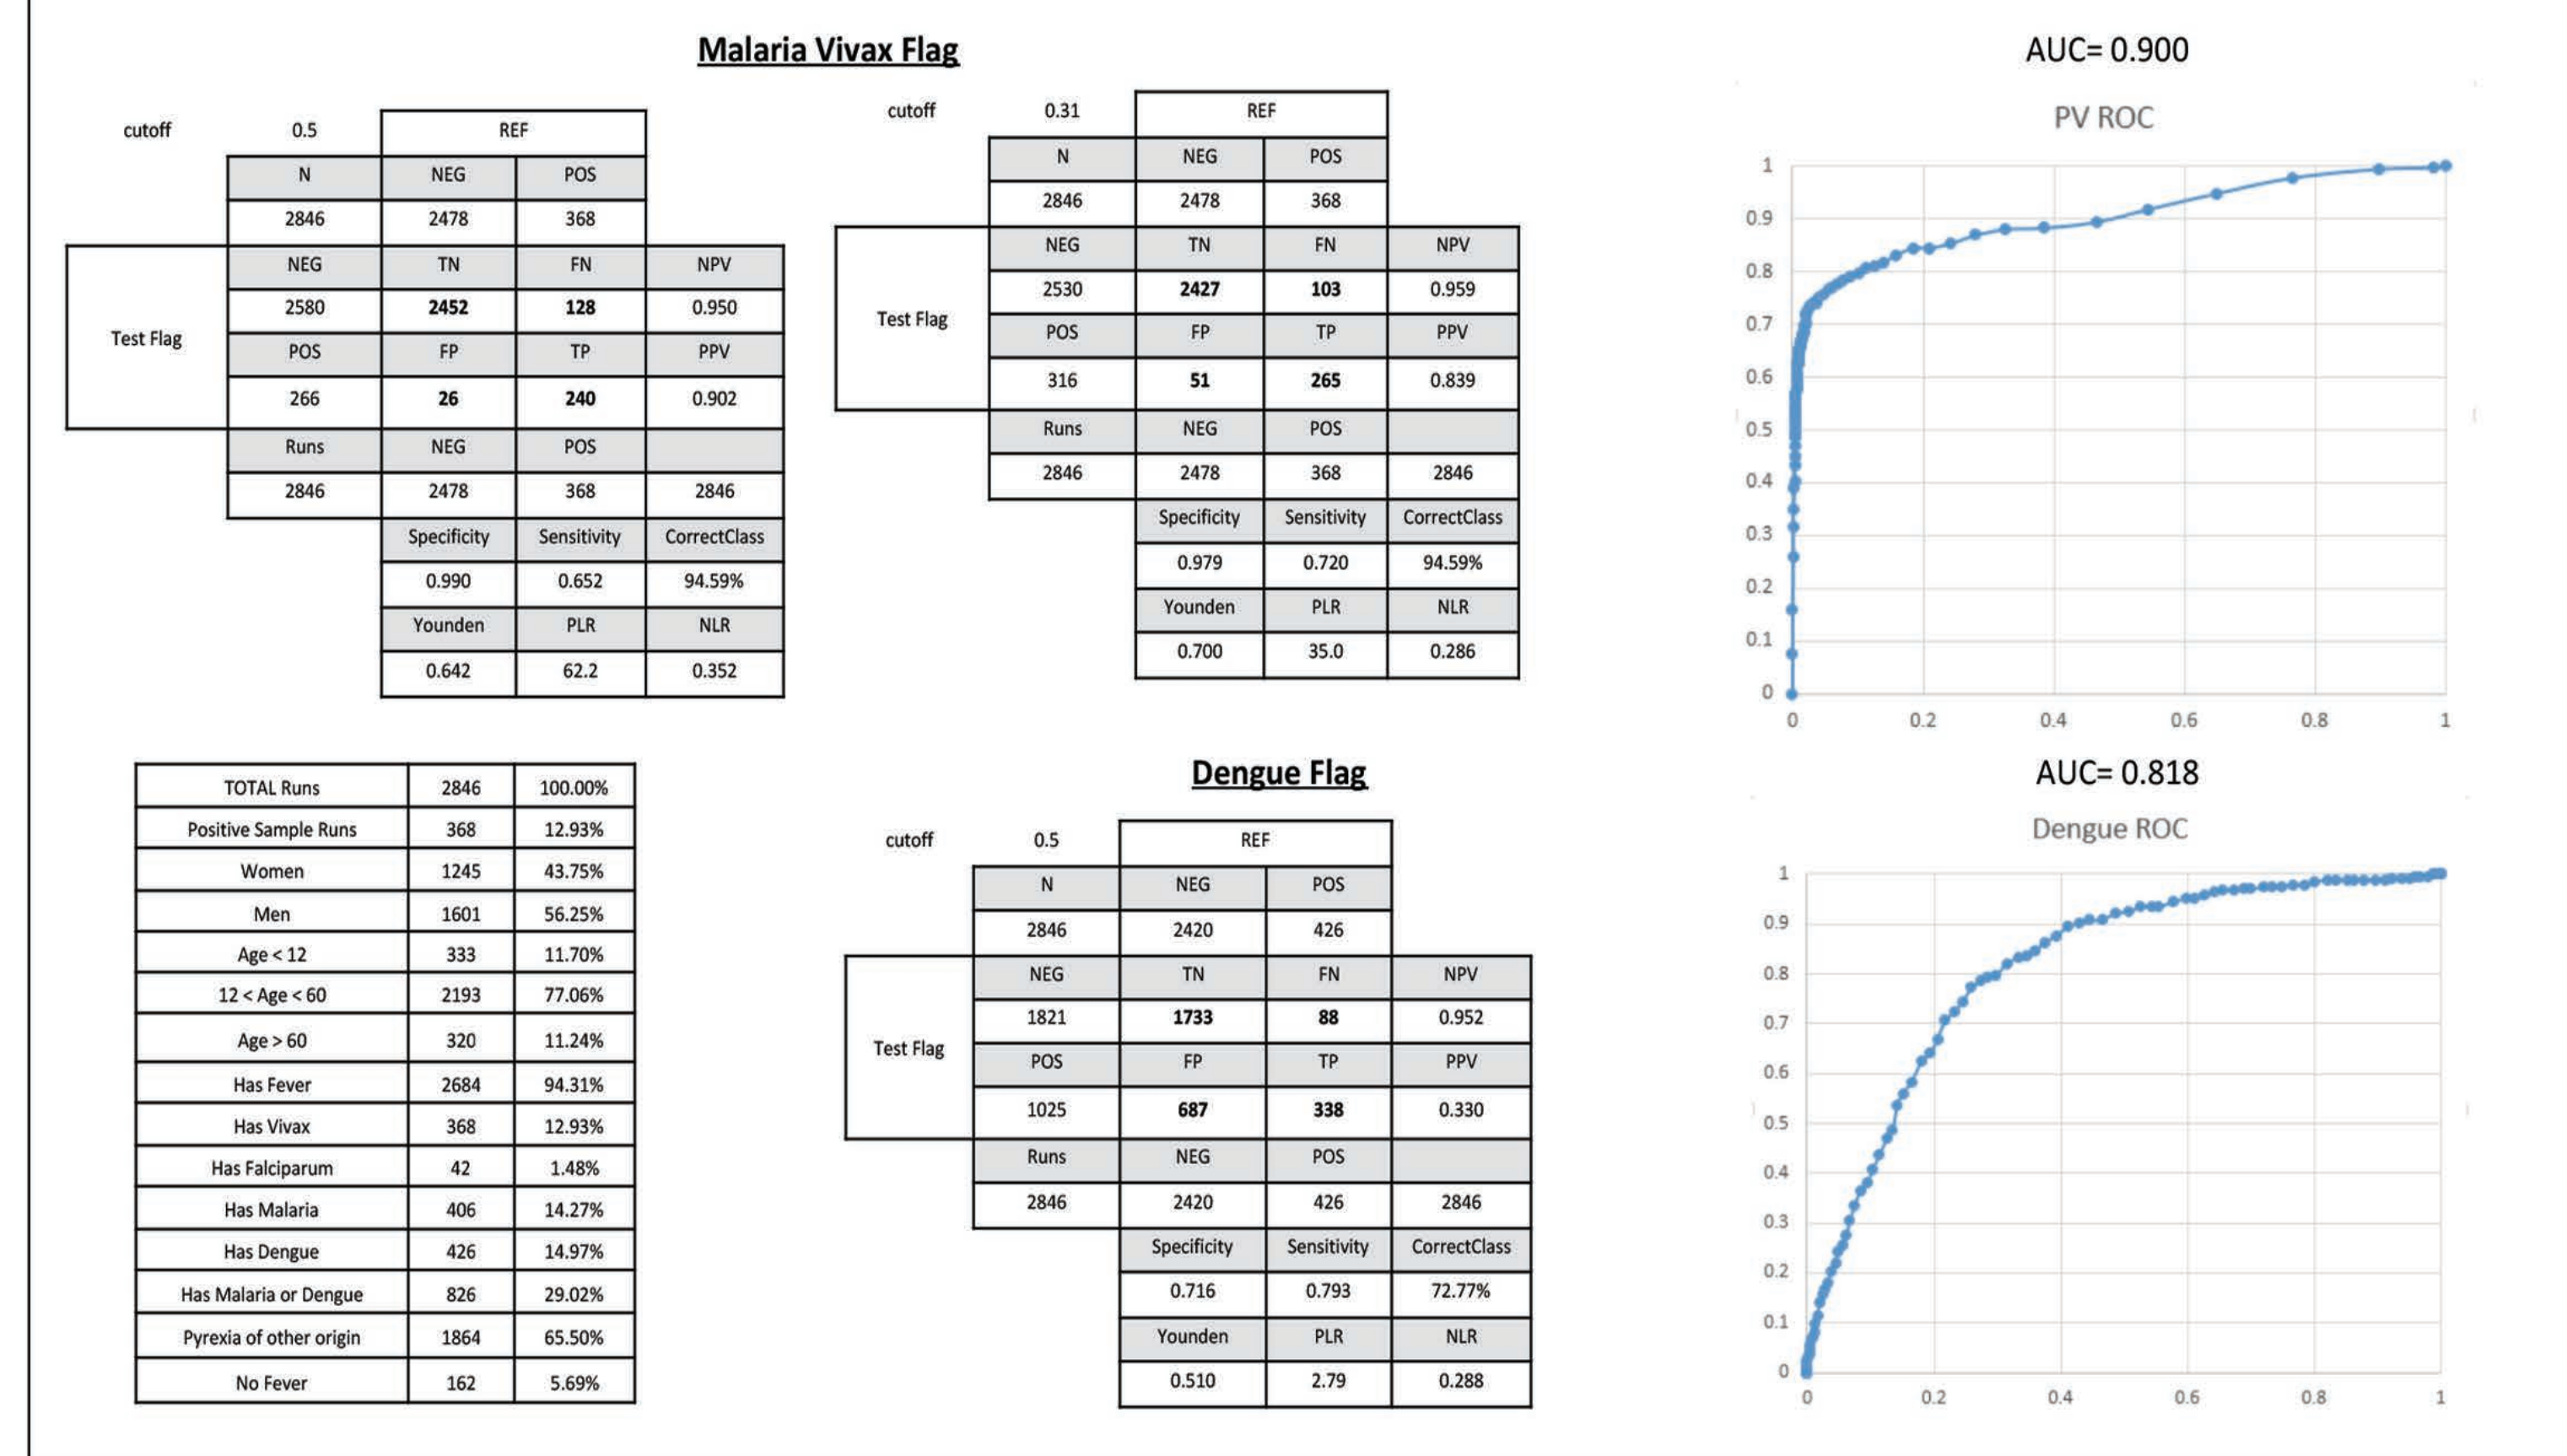 Malaria Vivax Flag
cutoff 0.5 REF
N NEG POS
2846 2478 368
NEG TN FN NPV
2580 2452 128 0.950
Test Flag
POS FP TP PPV
266 26 240 0.902
Runs NEG POS
2846 2478 368 2846
Specificity Sensitivity CorrectClass
0.990 0.652 94.59%
Younden PLR NLR
0.642 62.2 0.352
cutoff 0.31 REF
N NEG POS
2846 2478 368
NEG TN FN NPV
2530 2427 103 0.959
Test Flag
POS FP TP PPV
316 51 265 0.839
Runs NEG POS
2846 2478 368 2846
Specificity Sensitivity CorrectClass
0.979 0.720 94.59%
Younden PLR NLR
0.700 35.0 0.286
AUC= 0.900
PV ROC
1
0.9
0.8
0.7
0.6
0.5
0.4
0.3
0.2
0.1
0
0 0.2 0.4 0.6 0.8 1
TOTAL Runs 2846 100.00%
Positive Sample Runs 368 12.93%
Women 1245 43.75%
Men 1601 56.25%
Age < 12 333 11.70%
12 < Age < 60 2193 77.06%
Age > 60 320 11.24%
Has Fever 2684 94.31%
Has Vivax 368 12.93%
Has Falciparum 42 1.48%
Has Malaria 406 14.27%
Has Dengue 426 14.97%
Has Malaria or Dengue 826 29.02%
Pyrexia of other origin 1864 65.50%
No Fever 162 5.69%
Dengue Flag
cutoff 0.5 REF
N NEG POS
2846 2420 426
NEG TN FN NPV
1821 1733 88 0.952
Test Flag
POS FP TP PPV
1025 687 338 0.330
Runs NEG POS
2846 2420 426 2846
Specificity Sensitivity CorrectClass
0.716 0.793 72.77%
Younden PLR NLR
0.510 2.79 0.288
AUC= 0.818
Dengue ROC
1
0.9
0.8
0.7
0.6
0.5
0.4
0.3
0.2
0.1
0
0 0.2 0.4 0.6 0.8 1